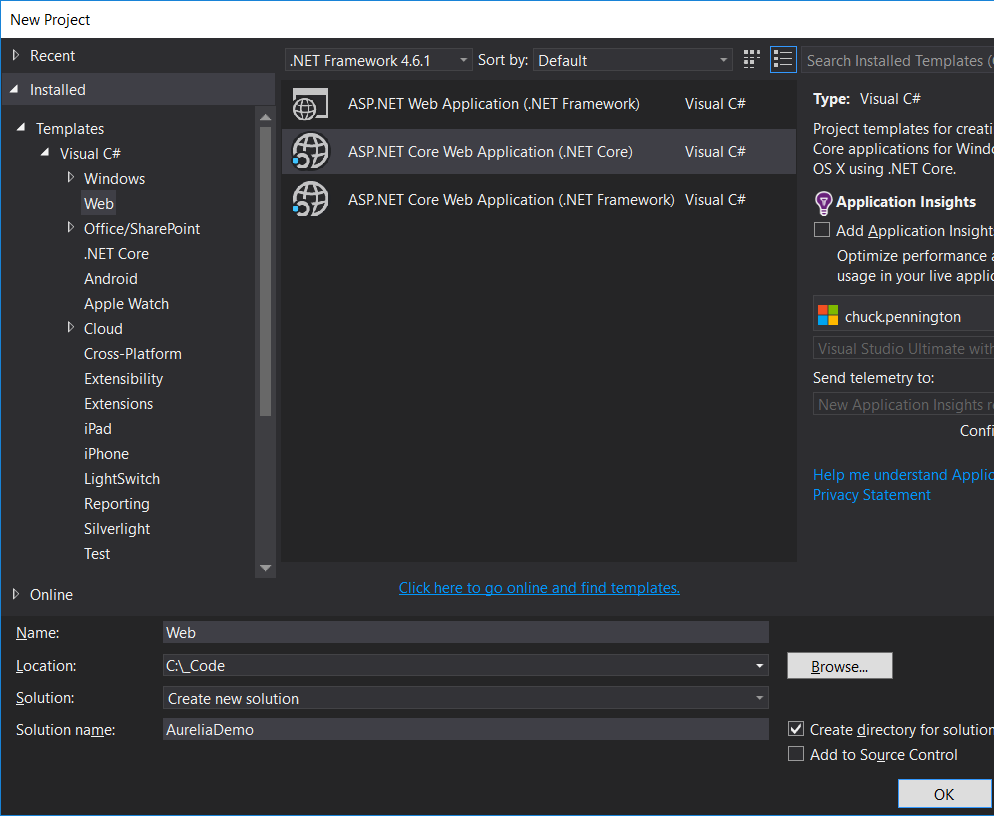 New Project
Recent
Installed
Templates
Visual C#
Windows
Web
Office/SharePoint
.NET Core
Android
Apple Watch
Cloud
Cross-Platform
Extensibility
Extensions
iPad
iPhone
LightSwitch
Reporting
Silverlight
Test
Online
.NET Framework 4.6.1 Sort by: Default
ASP.NET Web Application (.NET Framework) Visual C#
ASP.NET Core Web Application (.NET Core) Visual C#
ASP.NET Core Web Application (.NET Framework) Visual C#
Click here to go online and find templates.
Search Installed Templates (
Type: Visual C#
Project templates for creati
Core applications for Windo
OS X using .NET Core.
Application Insights
Add Application Insight
Optimize performance a
usage in your live applic
chuck.pennington
Visual Studio Ultimate with
Send telemetry to:
New Application Insights r
Confi
Help me understand Applic
Privacy Statement
Name: Web
Location: C:\_Code Browse...
Solution: Create new solution
Solution name: AureliaDemo
Create directory for solution
Add to Source Control
OK